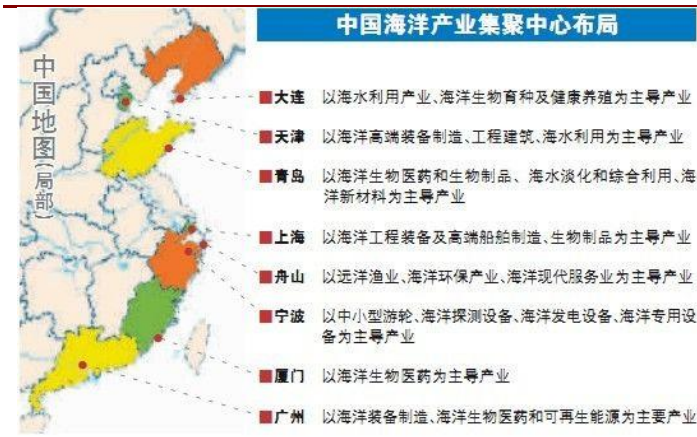 中国海洋产业集聚中心布局
中国地图(局部)
■大连 以海水利用产业、海洋生物育种及健康养殖为主导产业
■天津 以海洋高端装备制造、工程建筑、海水利用为主导产业
■青岛 以海洋生物医药和生物制品、海水淡化和综合利用、海
洋新材料为主导产业
■上海 以海洋工程装备及高端船舶制造、生物制品为主导产业
■舟山 以远洋渔业、海洋环保产业、海洋现代服务业为主导产业
■宁波 以中小型游轮、海洋探测设备、海洋发电设备、海洋专用设
备为主导产业
■厦门 以海洋生物医药为主导产业
■广州 以海洋装备制造、海洋生物医药和可再生能源为主要产业